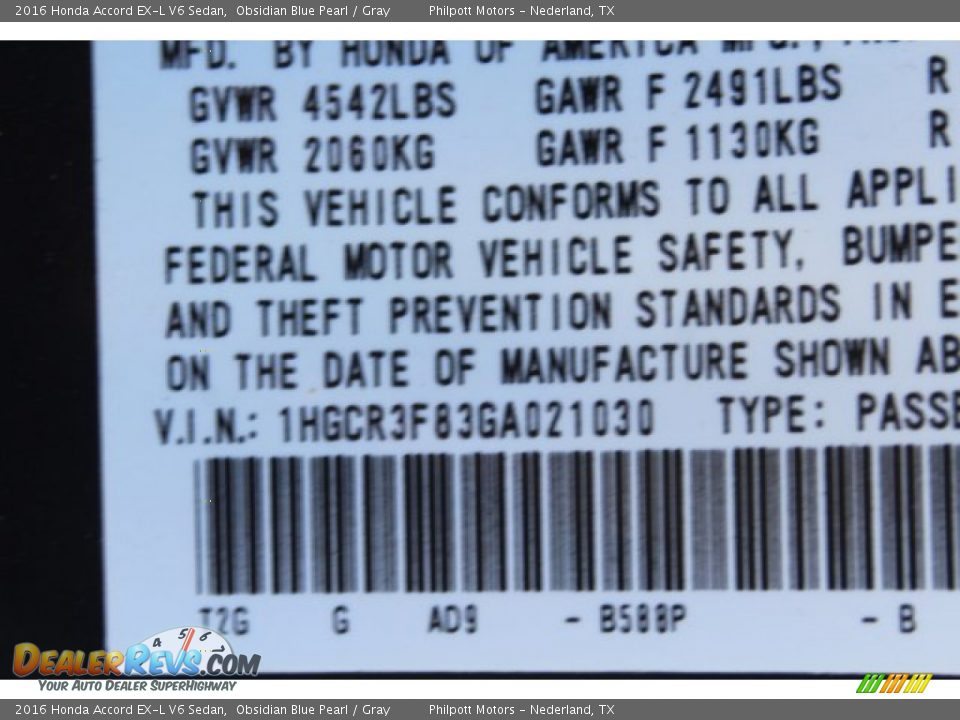 2016 Honda Accord EX-L V6 Sedan, Obsidian Blue Pearl / Gray Philpott Motors - Nederland, TX
MFD. BY HONDA OF AMERICA MFG.,
GVWR 4542LBS GAWR F 2491LBS R
GVWR 2060KG GAWR F 1130KG R
THIS VEHICLE CONFORMS TO ALL APPLI
FEDERAL MOTOR VEHICLE SAFETY, BUMPE
AND THEFT PREVENTION STANDARDS IN E
ON THE DATE OF MANUFACTURE SHOWN AB
V.I.N.: 1HGCR3F83GA021030 TYPE: PASSE
T2G G AD9 - B588P - B
4 5 6
DEALERREVS.COM
YOUR AUTO DEALER SUPERHIGHWAY
2016 Honda Accord EX-L V6 Sedan, Obsidian Blue Pearl / Gray Philpott Motors - Nederland, TX